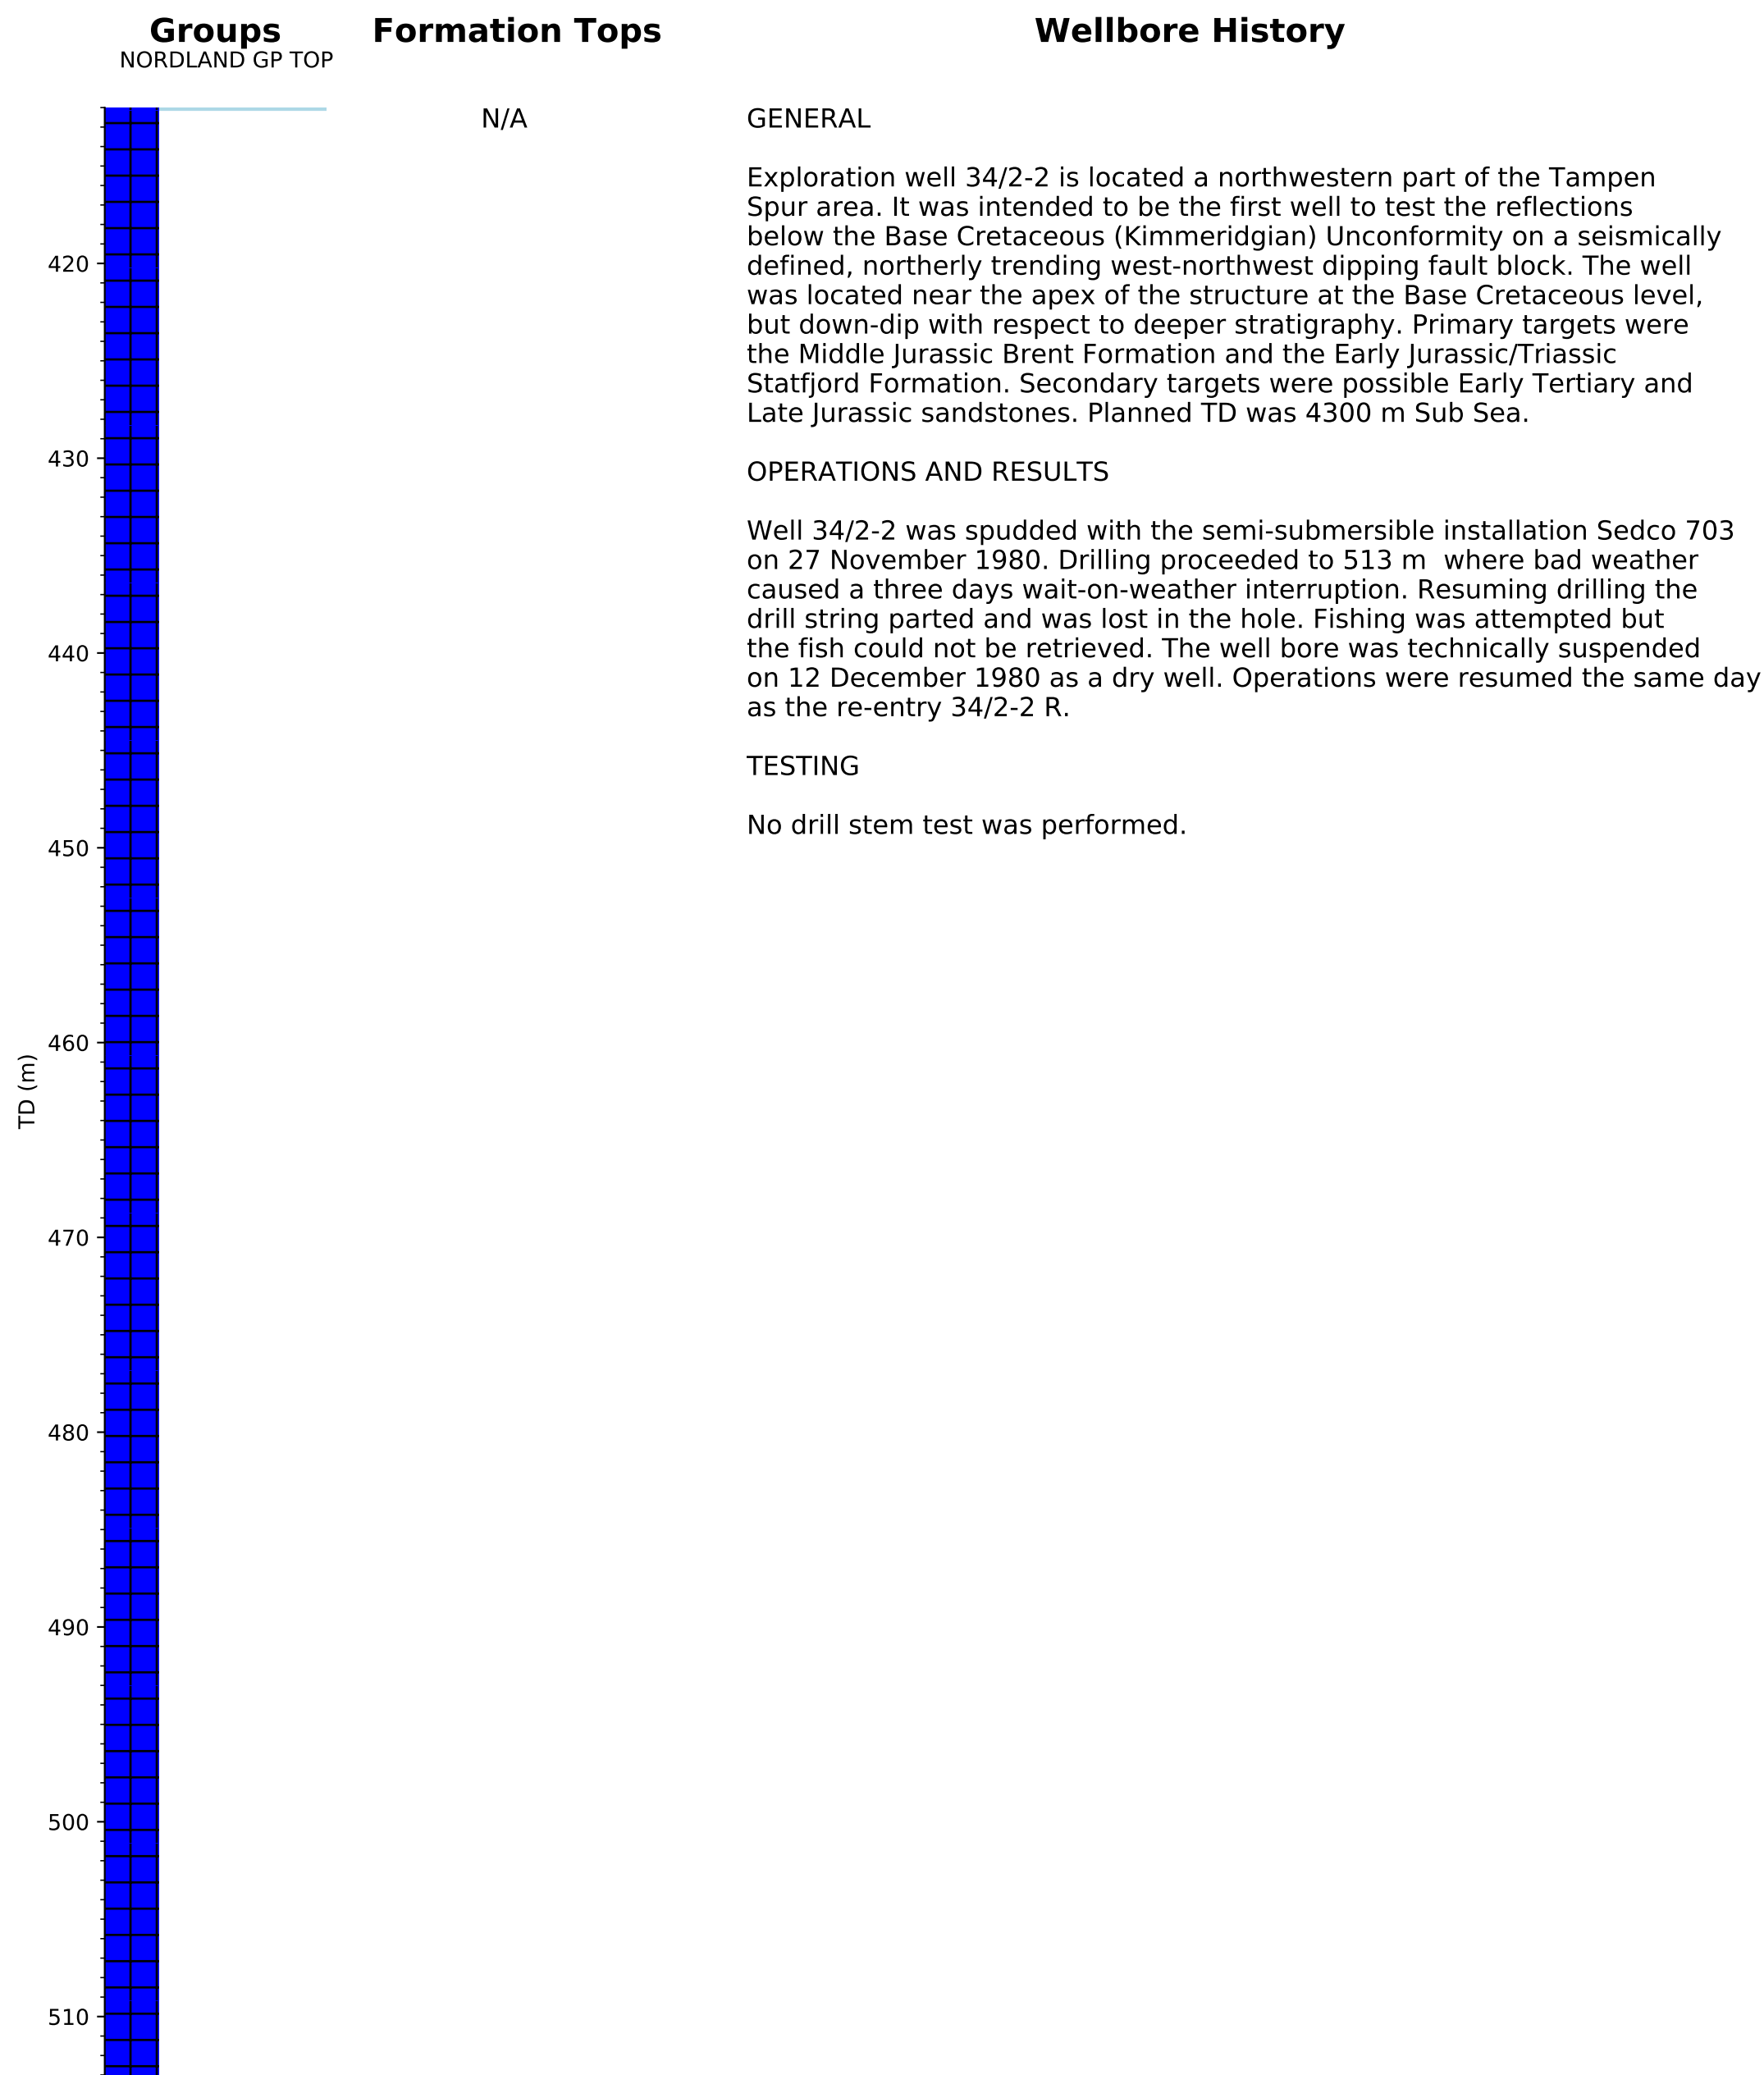 Groups
Formation Tops
Wellbore History
NORDLAND GP TOP
N/A
GENERAL
Exploration well 34/2-2 is located a northwestern part of the Tampen
Spur area. It was intended to be the first well to test the reflections
below the Base Cretaceous (Kimmeridgian) Unconformity on a seismically
defined, northerly trending west-northwest dipping fault block. The well
was located near the apex of the structure at the Base Cretaceous level,
but down-dip with respect to deeper stratigraphy. Primary targets were
the Middle Jurassic Brent Formation and the Early Jurassic/Triassic
Statfjord Formation. Secondary targets were possible Early Tertiary and
Late Jurassic sandstones. Planned TD was 4300 m Sub Sea.
OPERATIONS AND RESULTS
Well 34/2-2 was spudded with the semi-submersible installation Sedco 703
on 27 November 1980. Drilling proceeded to 513 m  where bad weather
caused a three days wait-on-weather interruption. Resuming drilling the
drill string parted and was lost in the hole. Fishing was attempted but
the fish could not be retrieved. The well bore was technically suspended
on 12 December 1980 as a dry well. Operations were resumed the same day
as the re-entry 34/2-2 R.
TESTING
No drill stem test was performed.
420
430
440
450
460
470
480
490
500
510
TD (m)